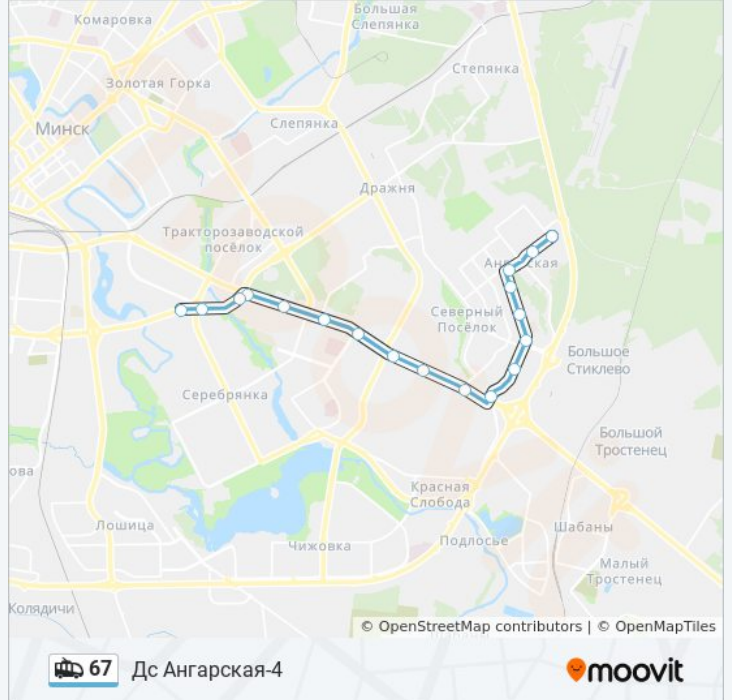 Большая
Слепянка
Комаровка
Степянка
Золотая Горка
Слепянка
Минск
Дражня
Тракторозаводской
посёлок
Ангарская
Северный
Посёлок
Большое
Стиклево
Серебрянка
Большой
Тростенец
ова
Красная
Слобода
Лошица
Шабаны
Подлосье
Чижовка
Малый
Тростенец
Колядичи
© OpenStreetMap contributors | © OpenMapTiles
67 Дс Ангарская-4
moovit